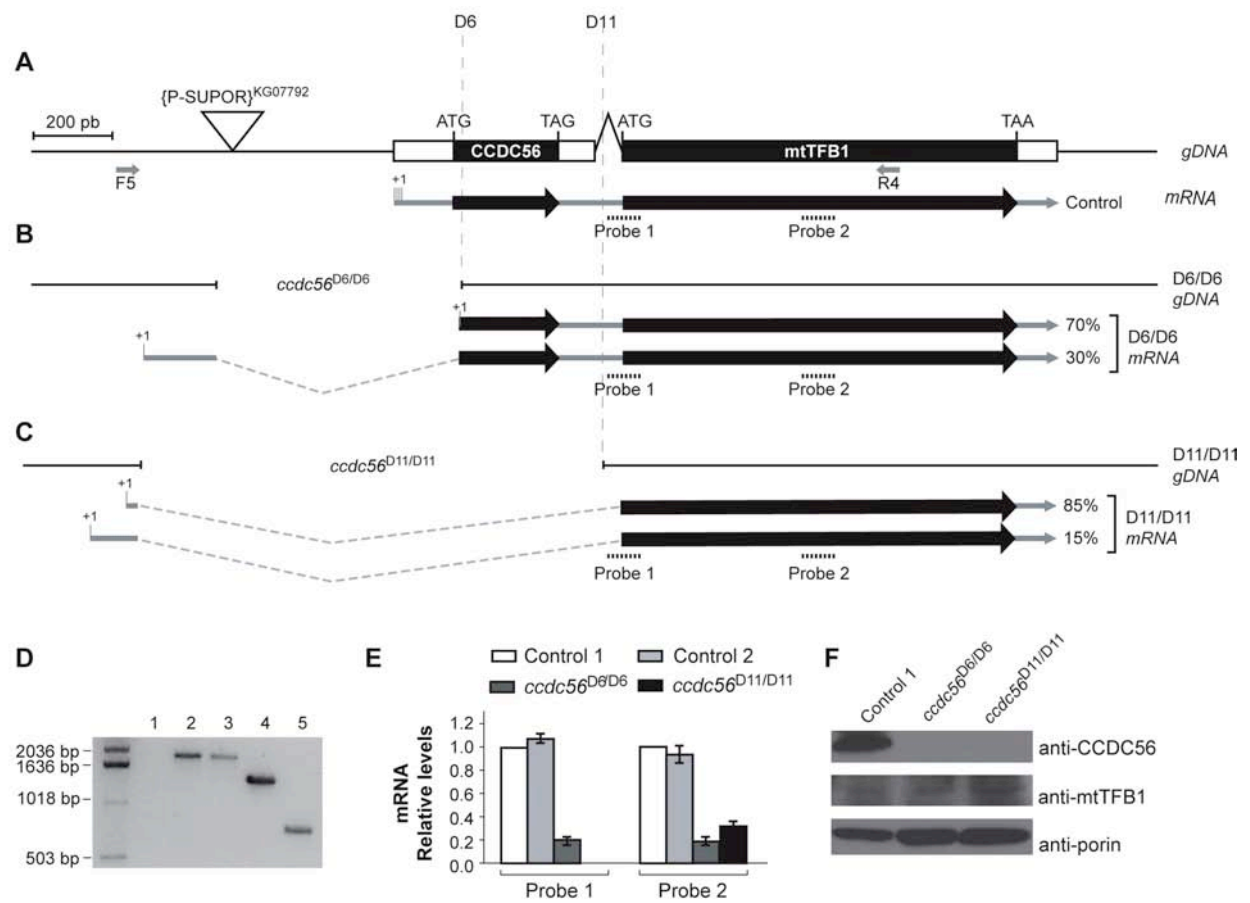 D6 D11
A
{P-SUPOR}KG07792
200 pb
ATG TAG ATG TAA
CCDC56 mtTFB1 gDNA
F5 R4
+1 Control mRNA
Probe 1 Probe 2
B
ccdc56D6/D6 D6/D6
gDNA
+1 70%
+1 30%
D6/D6
mRNA
Probe 1 Probe 2
C
ccdc56D11/D11 D11/D11
gDNA
+1 85%
+1 15%
D11/D11
mRNA
Probe 1 Probe 2
D
1 2 3 4 5
2036 bp
1636 bp
1018 bp
503 bp
E
Control 1 Control 2
ccdc56D6/D6 ccdc56D11/D11
mRNA
Relative levels
1.2
1.0
0.8
0.6
0.4
0.2
0.0
Probe 1 Probe 2
F
Control 1
ccdc56D6/D6
ccdc56D11/D11
anti-CCDC56
anti-mtTFB1
anti-porin